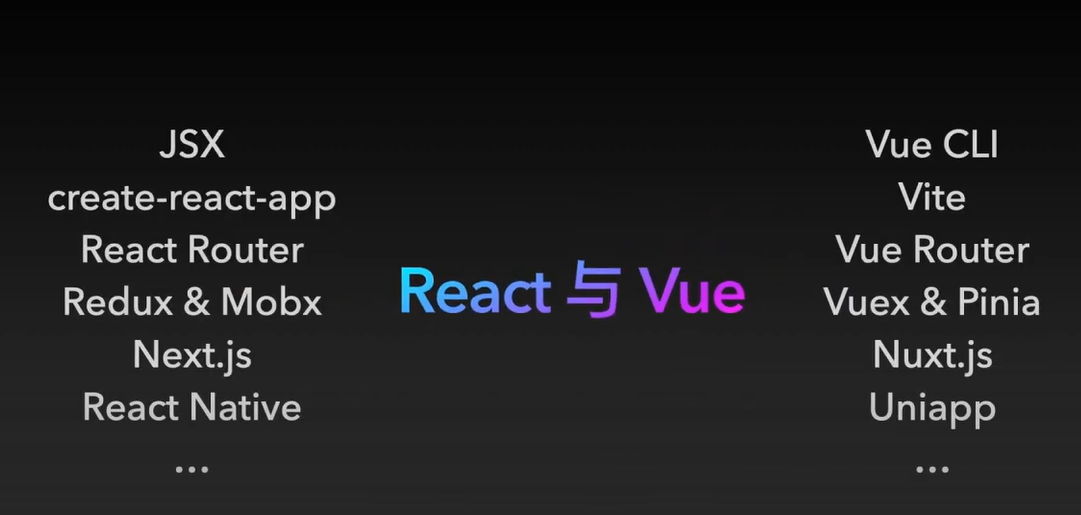 JSX
create-react-app
React Router
Redux & Mobx
Next.js
React Native
...
React 与 Vue
Vue CLI
Vite
Vue Router
Vuex & Pinia
Nuxt.js
Uniapp
...